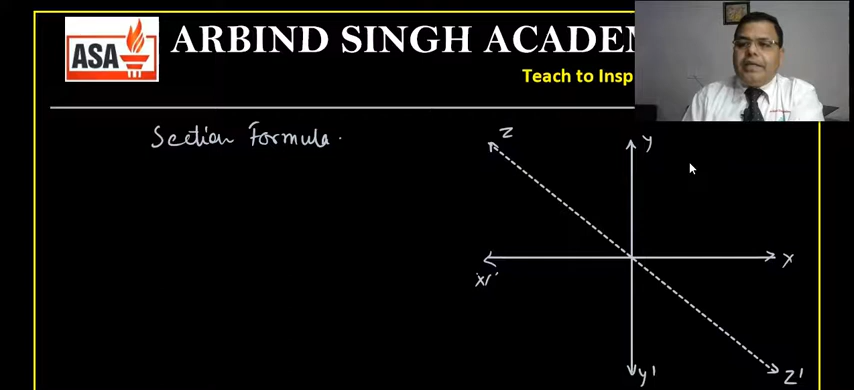 ASA
ARBIND SINGH ACADEM
Teach to Insp
Section Formula.
Z
Y
X
X'
Y'
Z'